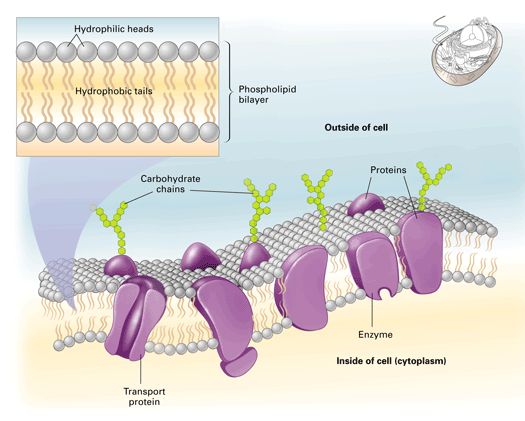 Hydrophilic heads
Hydrophobic tails
Phospholipid
bilayer
Outside of cell
Carbohydrate
chains
Proteins
Enzyme
Inside of cell (cytoplasm)
Transport
protein